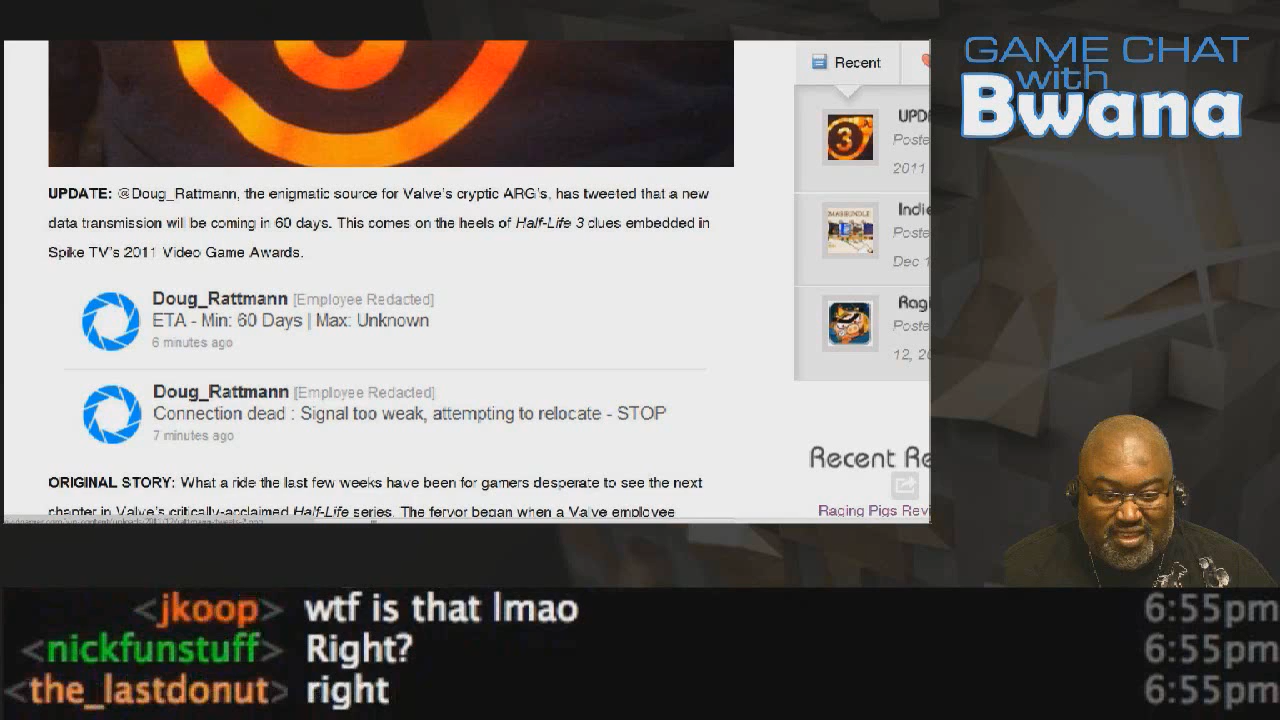 GAME CHAT
with
Bwana
Recent
3
UPD
Poste
2011
UPDATE: @Doug_Rattmann, the enigmatic source for Valve's cryptic ARG's, has tweeted that a new
data transmission will be coming in 60 days. This comes on the heels of Half-Life 3 clues embedded in
Spike TV's 2011 Video Game Awards.
Indie
Poste
Dec 1
Doug_Rattmann [Employee Redacted]
ETA - Min: 60 Days | Max: Unknown
6 minutes ago
Ragi
Poste
12, 20
Doug_Rattmann [Employee Redacted]
Connection dead : Signal too weak, attempting to relocate - STOP
7 minutes ago
Recent Re
Raging Pigs Revi
ORIGINAL STORY: What a ride the last few weeks have been for gamers desperate to see the next
chapter in Valve's critically-acclaimed Half-Life series. The fervor began when a Valve employee
<jkoop> wtf is that lmao 6:55pm
<nickfunstuff> Right? 6:55pm
<the_lastdonut> right 6:55pm